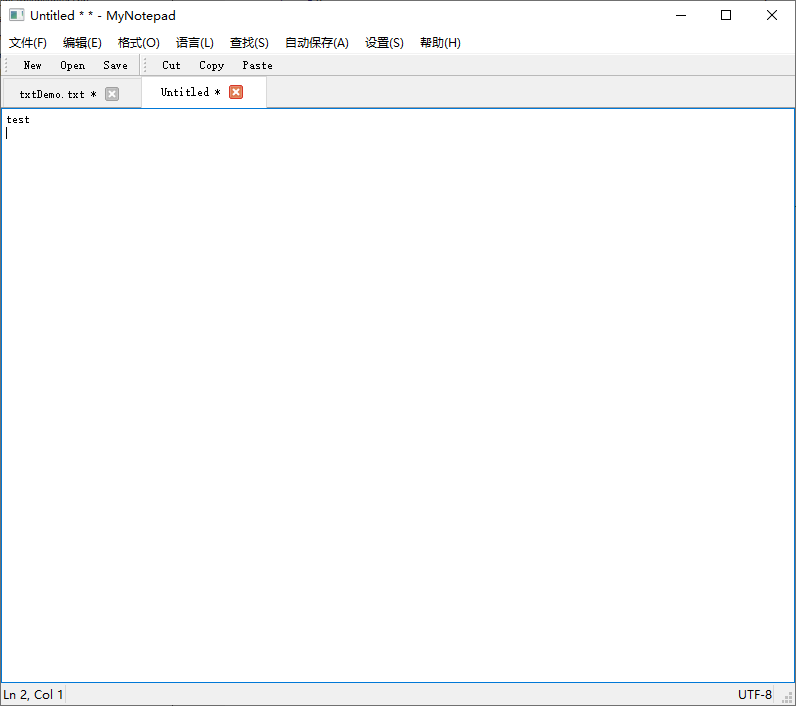 Untitled * * - MyNotepad
文件(F) 编辑(E) 格式(O) 语言(L) 查找(S) 自动保存(A) 设置(S) 帮助(H)
New Open Save Cut Copy Paste
txtDemo.txt * Untitled *
test
Ln 2, Col 1 UTF-8